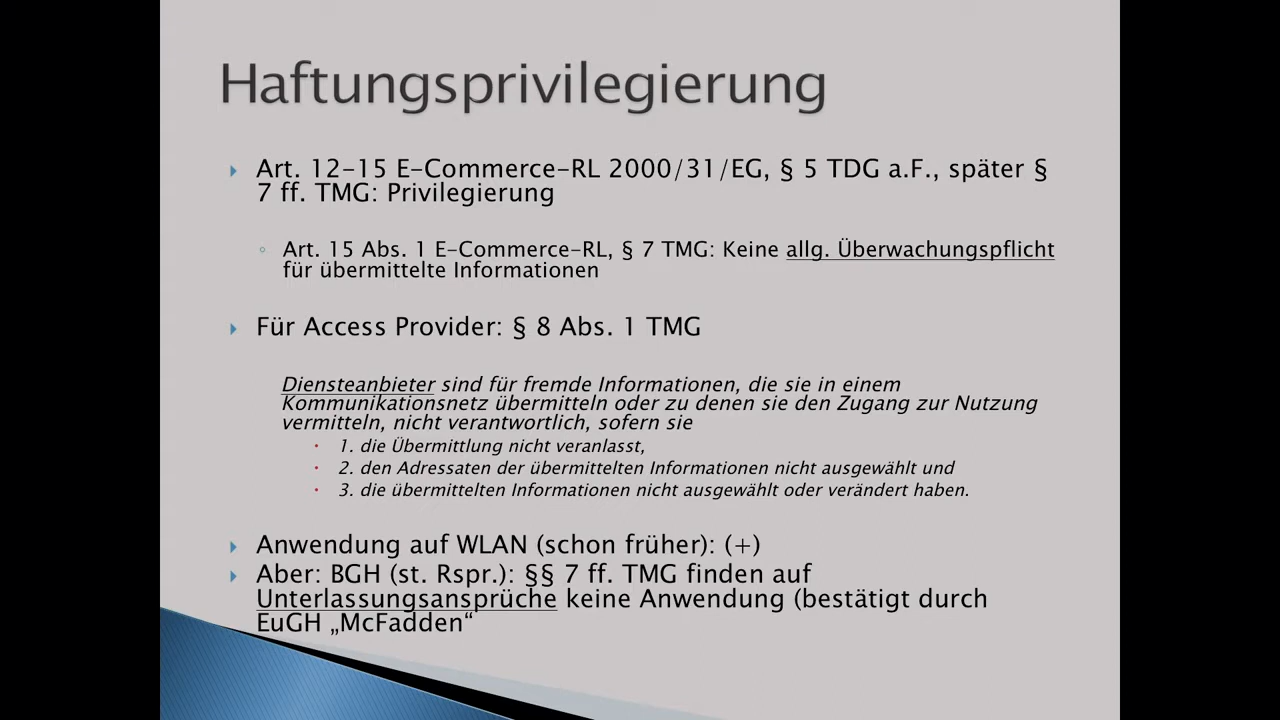 Haftungsprivilegierung
Art. 12-15 E-Commerce-RL 2000/31/EG, § 5 TDG a.F., später §
7 ff. TMG: Privilegierung
Art. 15 Abs. 1 E-Commerce-RL, § 7 TMG: Keine allg. Überwachungspflicht
für übermittelte Informationen
Für Access Provider: § 8 Abs. 1 TMG
Diensteanbieter sind für fremde Informationen, die sie in einem
Kommunikationsnetz übermitteln oder zu denen sie den Zugang zur Nutzung
vermitteln, nicht verantwortlich, sofern sie
1. die Übermittlung nicht veranlasst,
2. den Adressaten der übermittelten Informationen nicht ausgewählt und
3. die übermittelten Informationen nicht ausgewählt oder verändert haben.
Anwendung auf WLAN (schon früher): (+)
Aber: BGH (st. Rspr.): §§ 7 ff. TMG finden auf
Unterlassungsansprüche keine Anwendung (bestätigt durch
EuGH „McFadden“